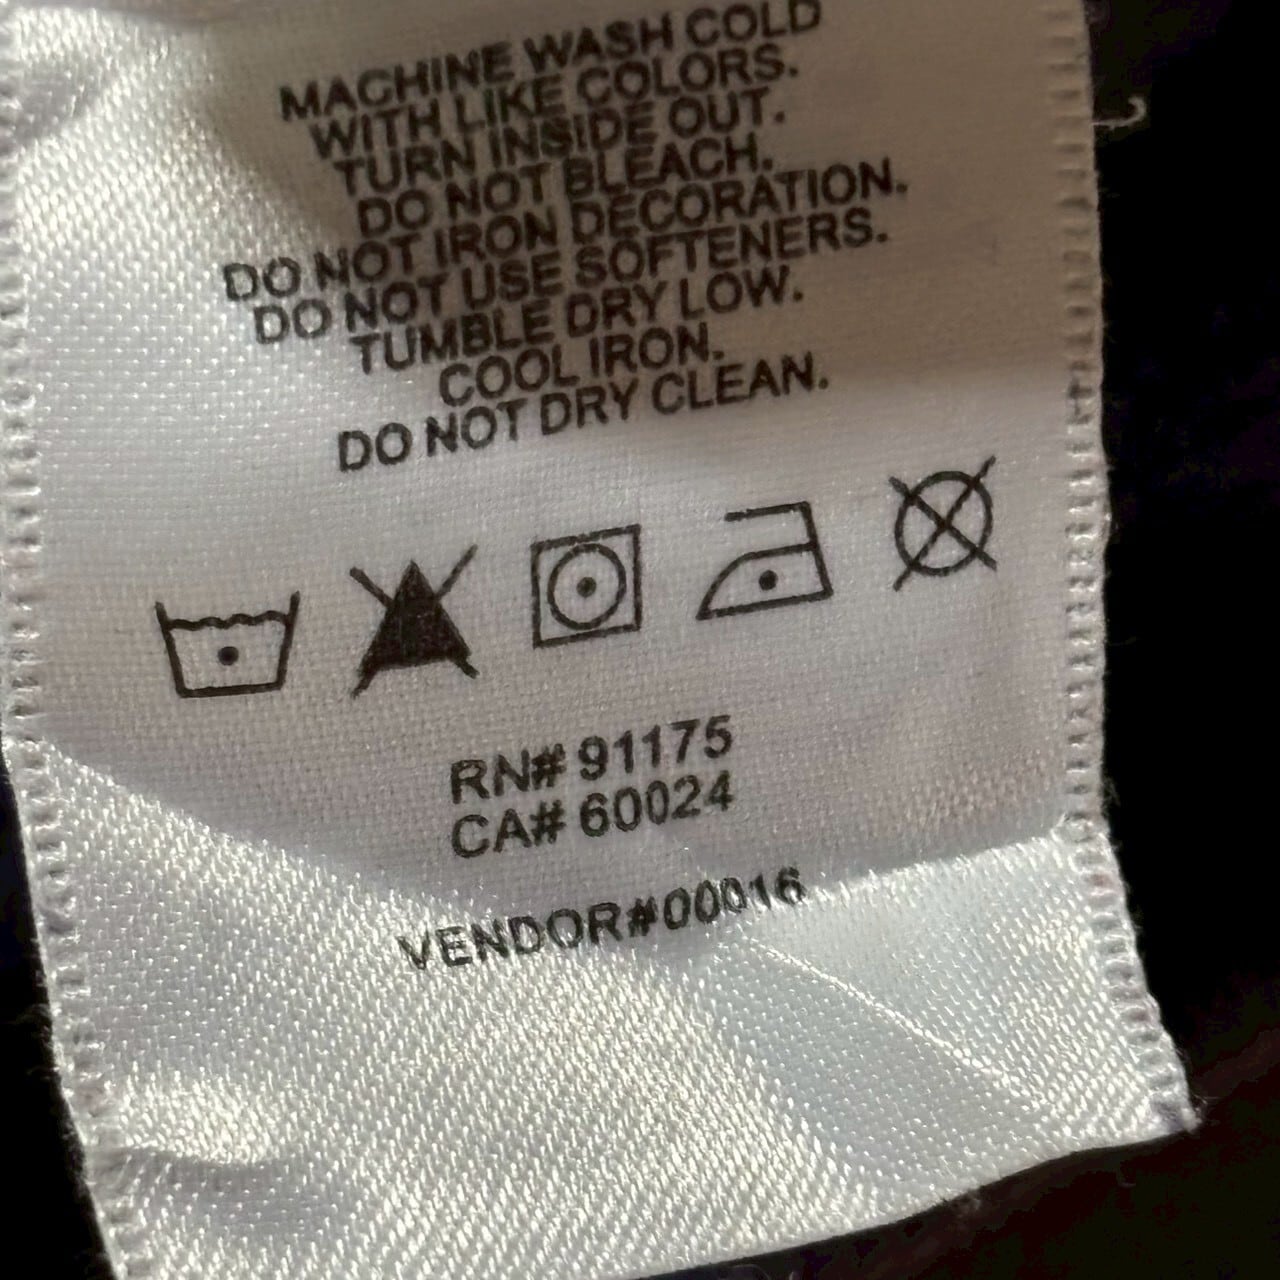 MACHINE WASH COLD
WITH LIKE COLORS.
TURN INSIDE OUT.
DO NOT BLEACH.
DO NOT IRON DECORATION.
DO NOT USE SOFTENERS.
TUMBLE DRY LOW.
COOL IRON.
DO NOT DRY CLEAN.
RN# 91175
CA# 60024
VENDOR#00016